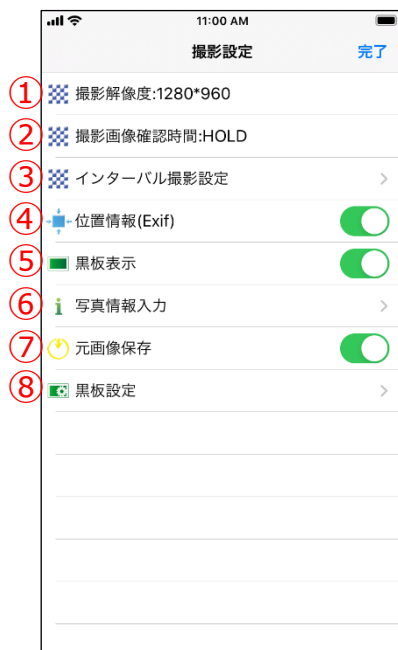 11:00 AM
撮影設定
完了
① 撮影解像度:1280*960
② 撮影画像確認時間:HOLD
③ インターバル撮影設定
④ 位置情報(Exif)
⑤ 黒板表示
⑥ 写真情報入力
⑦ 元画像保存
⑧ 黒板設定